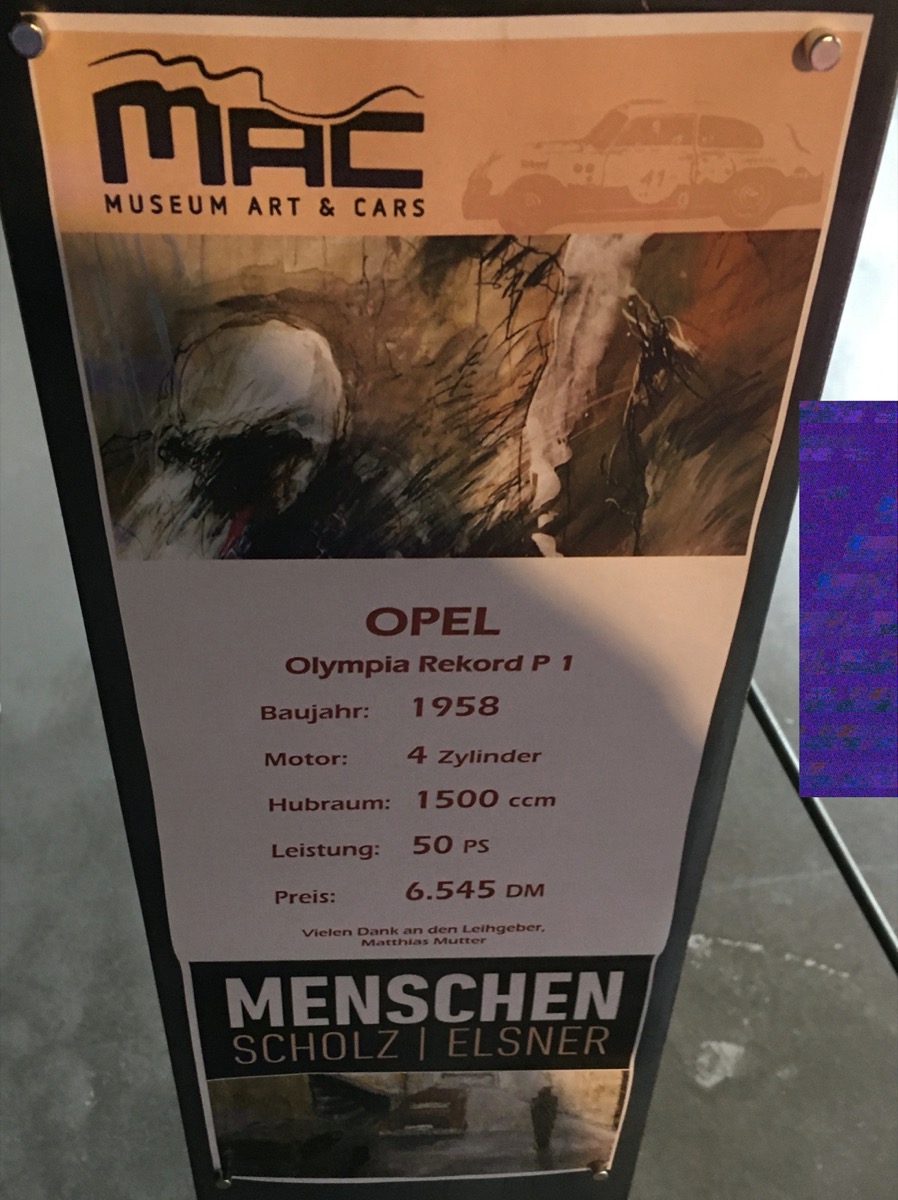 MAC
MUSEUM ART & CARS
41
OPEL
Olympia Rekord P 1
Baujahr: 1958
Motor: 4 Zylinder
Hubraum: 1500 ccm
Leistung: 50 PS
Preis: 6.545 DM
Vielen Dank an den Leihgeber,
Matthias Mutter
MENSCHEN
SCHOLZ | ELSNER